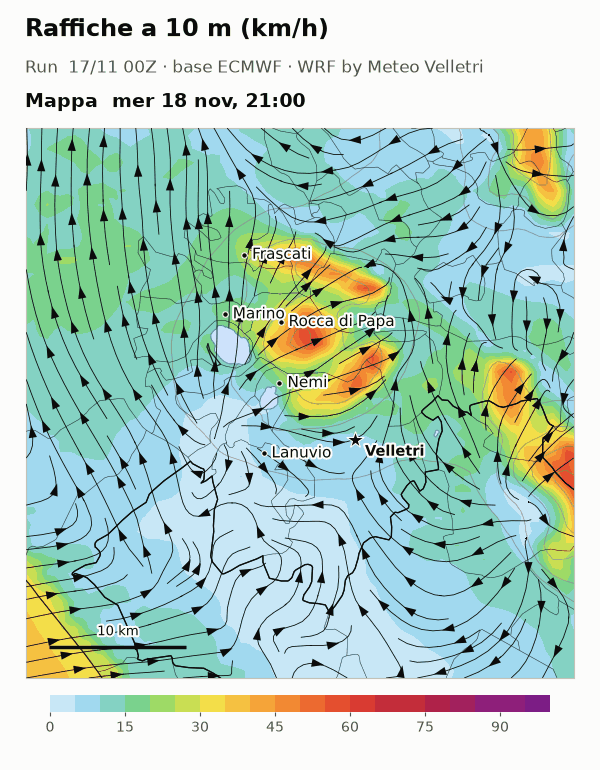 Raffiche a 10 m (km/h)
Run 17/11 00Z · base ECMWF · WRF by Meteo Velletri
Mappa mer 18 nov, 21:00
Frascati
Marino
Rocca di Papa
Nemi
Velletri
Lanuvio
10 km
0 15 30 45 60 75 90